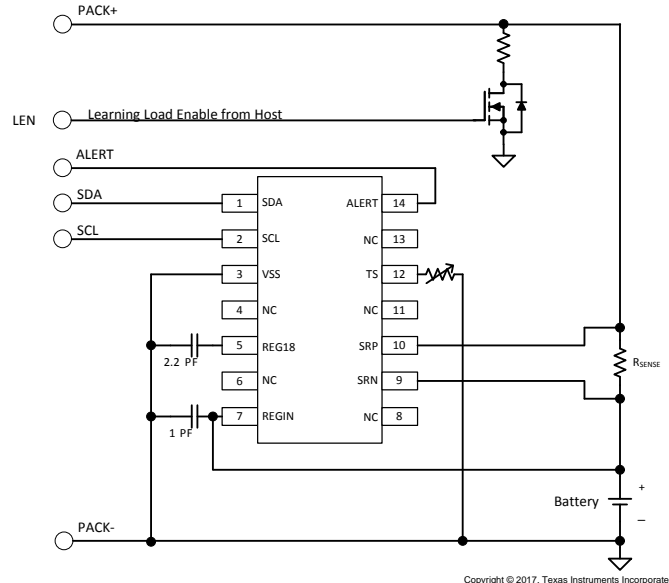 PACK+
LEN
Learning Load Enable from Host
ALERT
SDA
SCL
1 SDA ALERT 14
2 SCL NC 13
3 VSS TS 12
4 NC NC 11
5 REG18 SRP 10
2.2 PF
RSENSE
6 NC SRN 9
7 REGIN NC 8
1 PF
+
Battery
–
PACK-
Copyright © 2017, Texas Instruments Incorporate